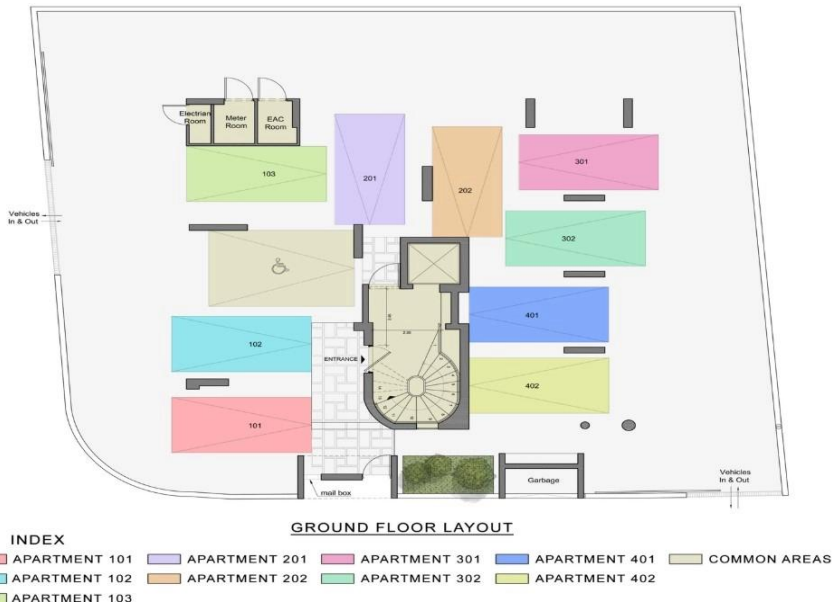 Electrian
Room
Meter
Room
EAC
Room
103
201
202
301
302
Vehicles
In & Out
102
ENTRANCE
401
402
101
mail box
Garbage
Vehicles
In & Out
GROUND FLOOR LAYOUT
INDEX
APARTMENT 101
APARTMENT 201
APARTMENT 301
APARTMENT 401
COMMON AREAS
APARTMENT 102
APARTMENT 202
APARTMENT 302
APARTMENT 402
APARTMENT 103